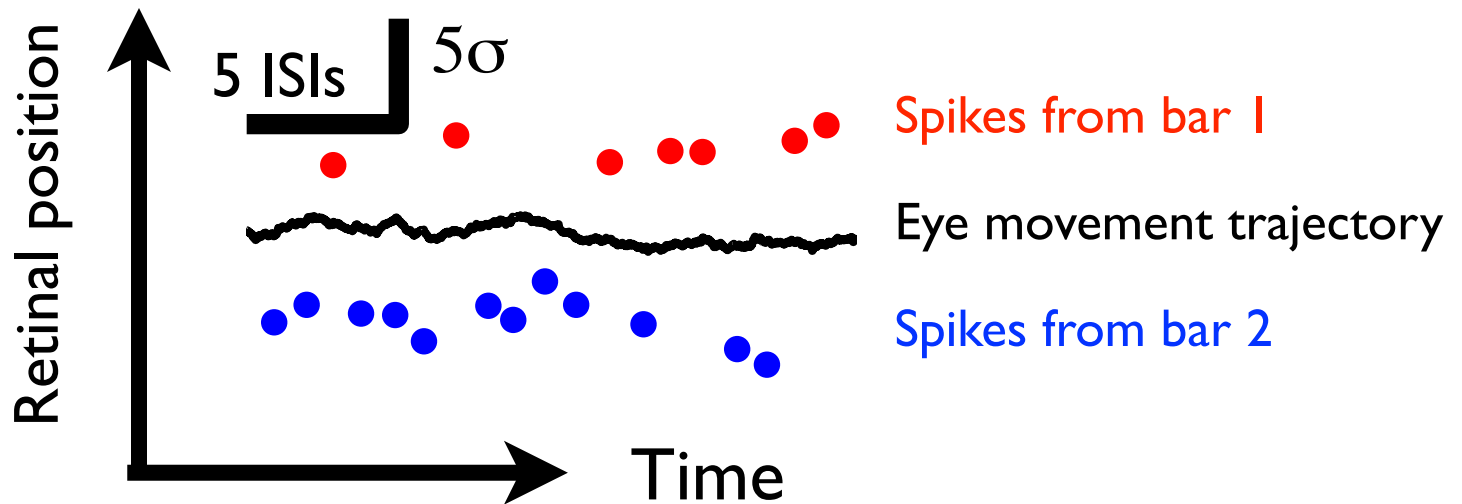 Retinal position
5 ISIs
5σ
Spikes from bar 1
Eye movement trajectory
Spikes from bar 2
Time